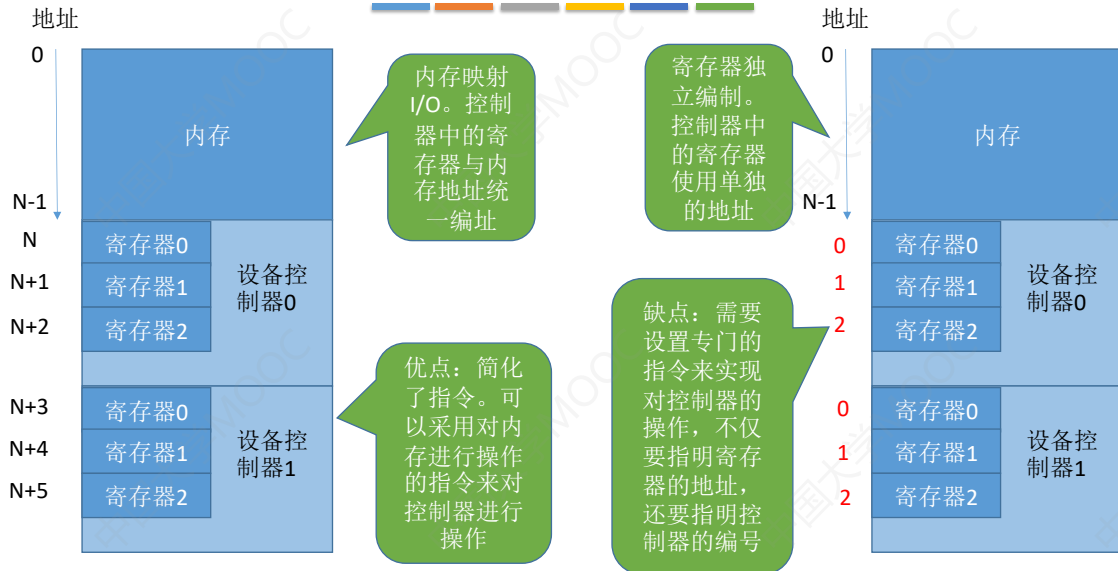 地址
0
内存
N-1
N
寄存器0
N+1
寄存器1
N+2
寄存器2
设备控
制器0
N+3
寄存器0
N+4
寄存器1
N+5
寄存器2
设备控
制器1
内存映射
I/O。控制
器中的寄
存器与内
存地址统
一编址
优点：简化
了指令。可
以采用对内
存进行操作
的指令来对
控制器进行
操作
寄存器独
立编制。
控制器中
的寄存器
使用单独
的地址
缺点：需要
设置专门的
指令来实现
对控制器的
操作，不仅
要指明寄存
器的地址，
还要指明控
制器的编号
地址
0
内存
N-1
0
寄存器0
1
寄存器1
2
寄存器2
设备控
制器0
0
寄存器0
1
寄存器1
2
寄存器2
设备控
制器1
中国大学MOOC